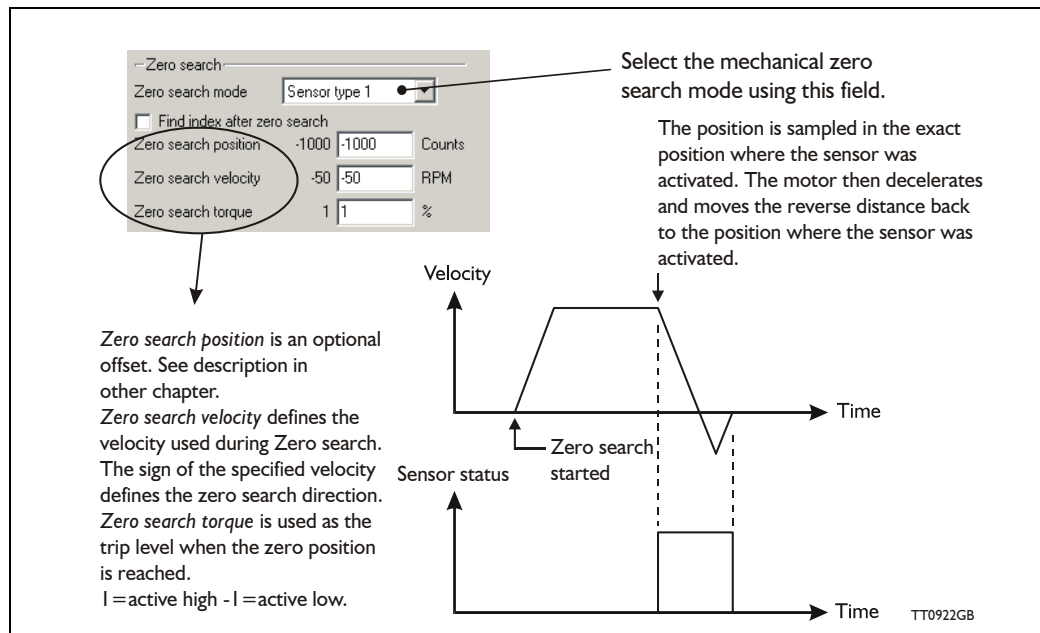 Zero search
Zero search mode Sensor type 1
Find index after zero search
Zero search position -1000 -1000 Counts
Zero search velocity -50 -50 RPM
Zero search torque 1 1 %
Select the mechanical zero
search mode using this field.
The position is sampled in the exact
position where the sensor was
activated. The motor then decelerates
and moves the reverse distance back
to the position where the sensor was
activated.
Zero search position is an optional
offset. See description in
other chapter.
Zero search velocity defines the
velocity used during Zero search.
The sign of the specified velocity
defines the zero search direction.
Zero search torque is used as the
trip level when the zero position
is reached.
1=active high -1=active low.
Velocity
Time
Zero search
started
Sensor status
Time
TT0922GB